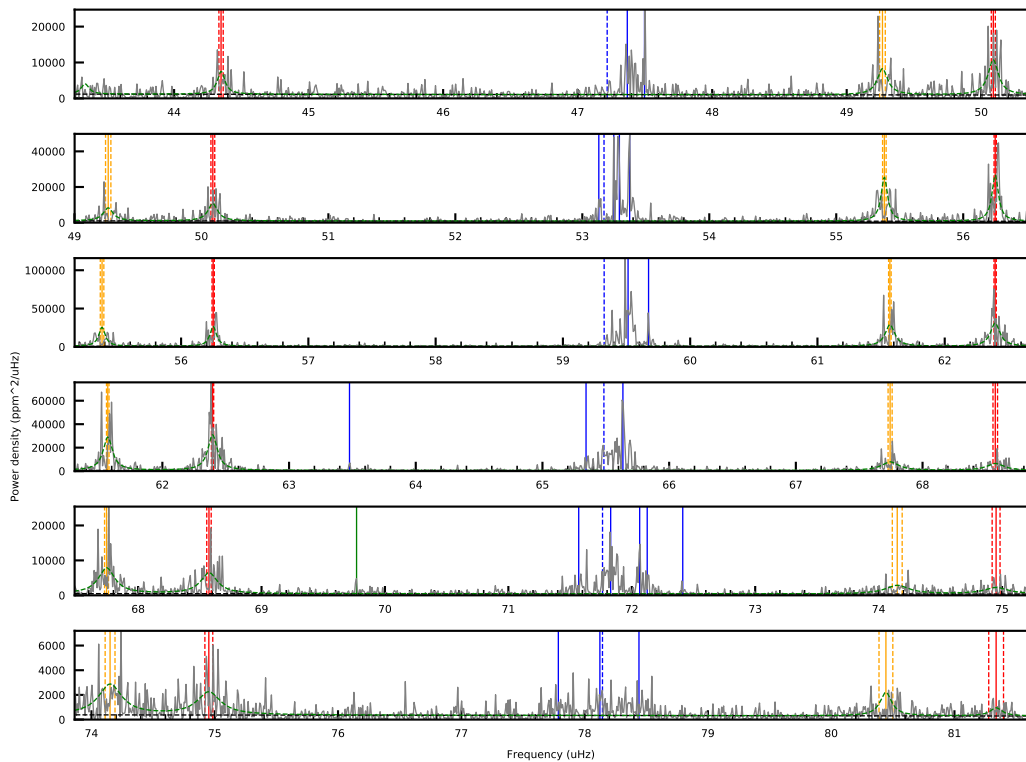 20000
10000
0
44 45 46 47 48 49 50
40000
20000
0
49 50 51 52 53 54 55 56
100000
50000
0
56 57 58 59 60 61 62
60000
40000
20000
0
62 63 64 65 66 67 68
20000
10000
0
68 69 70 71 72 73 74 75
6000
4000
2000
0
74 75 76 77 78 79 80 81
Power density (ppm^2/uHz)
Frequency (uHz)